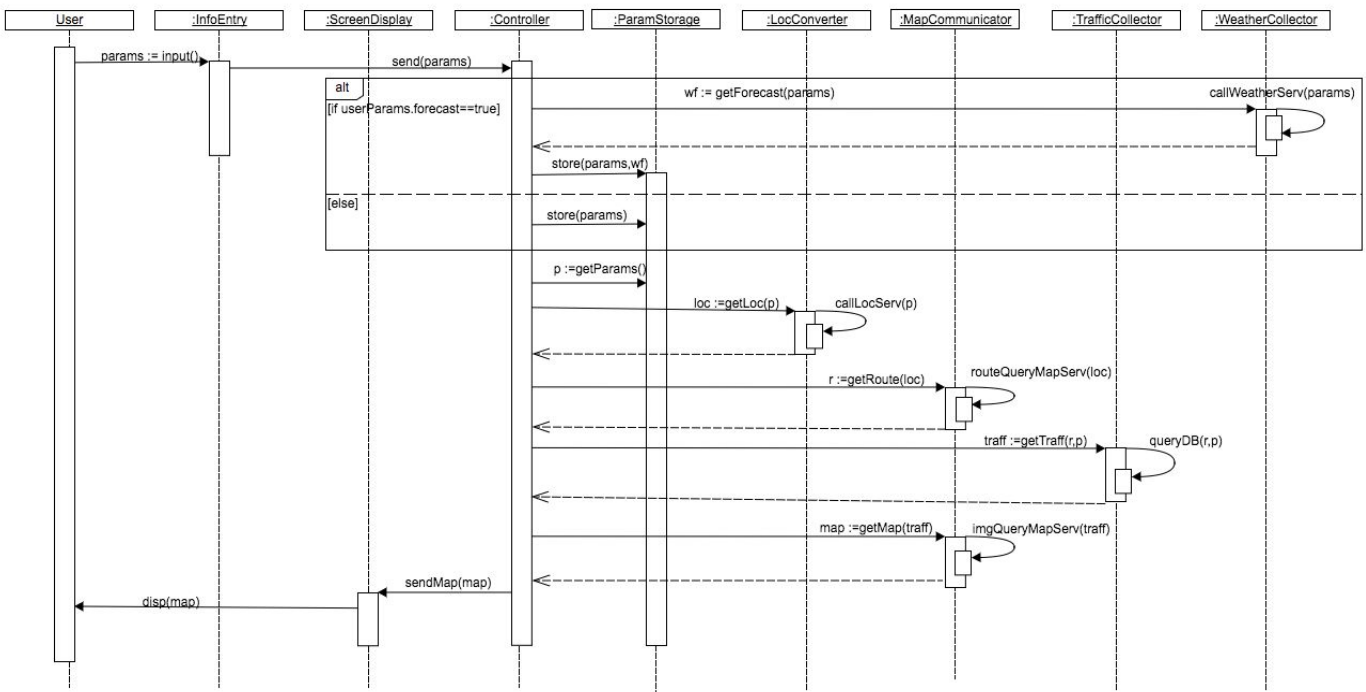 User
:InfoEntry
:ScreenDisplay
:Controller
:ParamStorage
:LocConverter
:MapCommunicator
:TrafficCollector
:WeatherCollector
params := input()
send(params)
alt
[if userParams.forecast==true]
wf := getForecast(params)
callWeatherServ(params)
store(params,wf)
[else]
store(params)
p :=getParams()
loc :=getLoc(p)
callLocServ(p)
r :=getRoute(loc)
routeQueryMapServ(loc)
traff :=getTraff(r,p)
queryDB(r,p)
map :=getMap(traff)
imgQueryMapServ(traff)
sendMap(map)
disp(map)